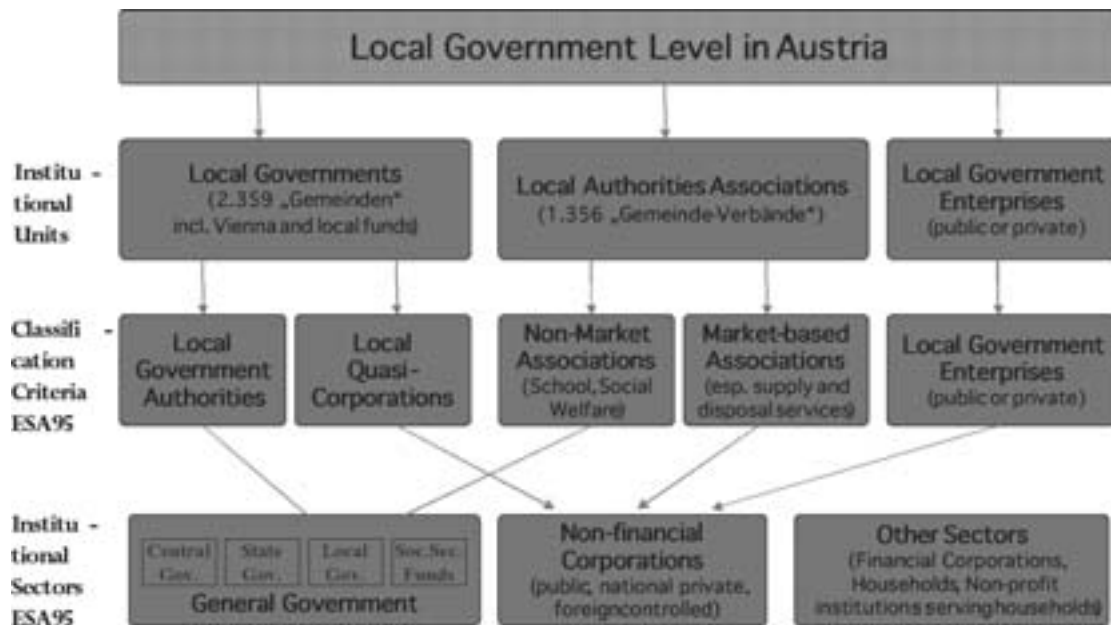 Local Government Level in Austria
Institu -
tional
Units
Local Governments
(2.359 „Gemeinden“
incl. Vienna and local funds)
Local Authorities Associations
(1.356 „Gemeinde-Verbände“)
Local Government
Enterprises
(public or private)
Classifi -
cation
Criteria
ESA95
Local
Government
Authorities
Local
Quasi-
Corporations
Non-Market
Associations
(School, Social
Welfare)
Market-based
Associations
(esp. supply and
disposal services)
Local Government
Enterprises
(public or private)
Institu -
tional
Sectors
ESA95
Central
Gov.
State
Gov.
Local
Gov.
Soc.Sec.
Funds
General Government
Non-financial
Corporations
(public, national private,
foreigncontrolled)
Other Sectors
(Financial Corporations,
Households, Non-profit
institutions serving households)